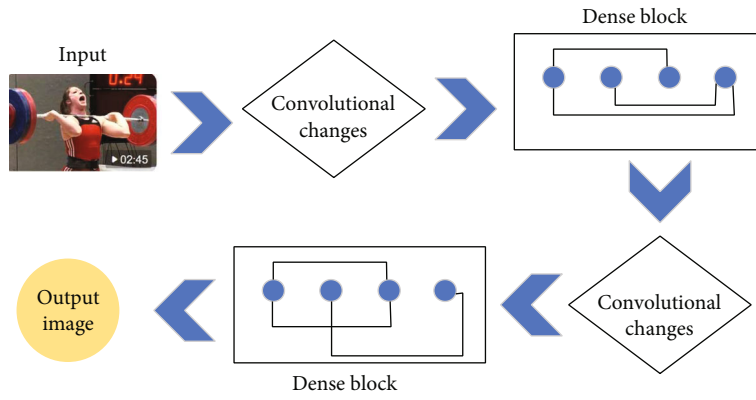 Dense block
Input
0:24
02:45
Convolutional
changes
Convolutional
changes
Output
image
Dense block